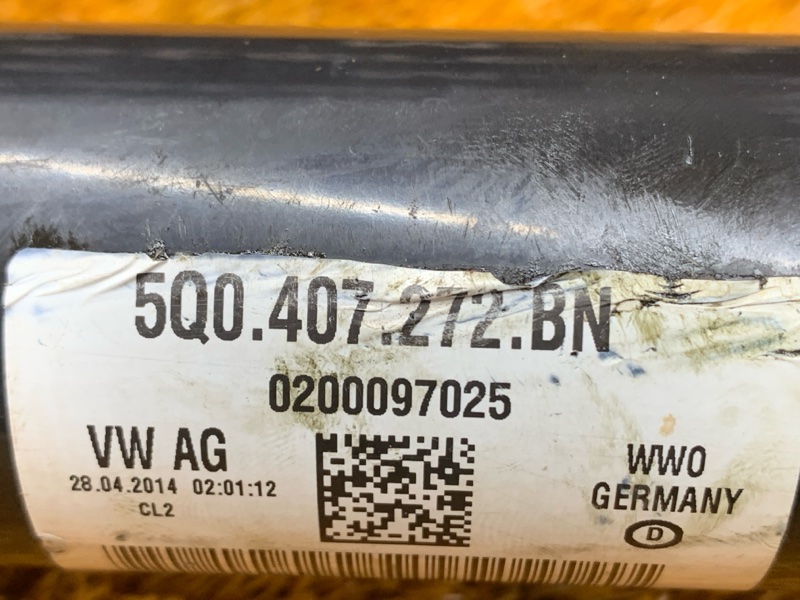 5Q0.407.272.BN
0200097025
VW AG
28.04.2014 02:01:12
CL2
WWO
GERMANY
D